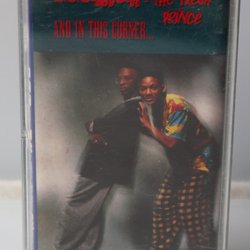 THE FRESH
PRINCE
AND IN THIS CORNER...